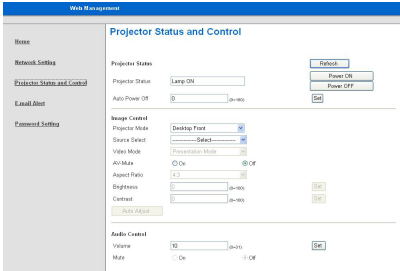 Web Management
Home
Network Setting
Projector Status and Control
E.mail Alert
Password Setting
Projector Status and Control
Projector Status
Refresh
Power ON
Projector Status Lamp ON
Power OFF
Auto Power Off 0 (0~180) Set
Image Control
Projector Mode Desktop Front
Source Select -------------Select-------------
Video Mode Presentation Mode
AV-Mute On Off
Aspect Ratio 4:3
Brightness 0 (0~100) Set
Contrast 0 (0~100) Set
Auto Adjust
Audio Control
Volume 10 (0~31) Set
Mute On Off